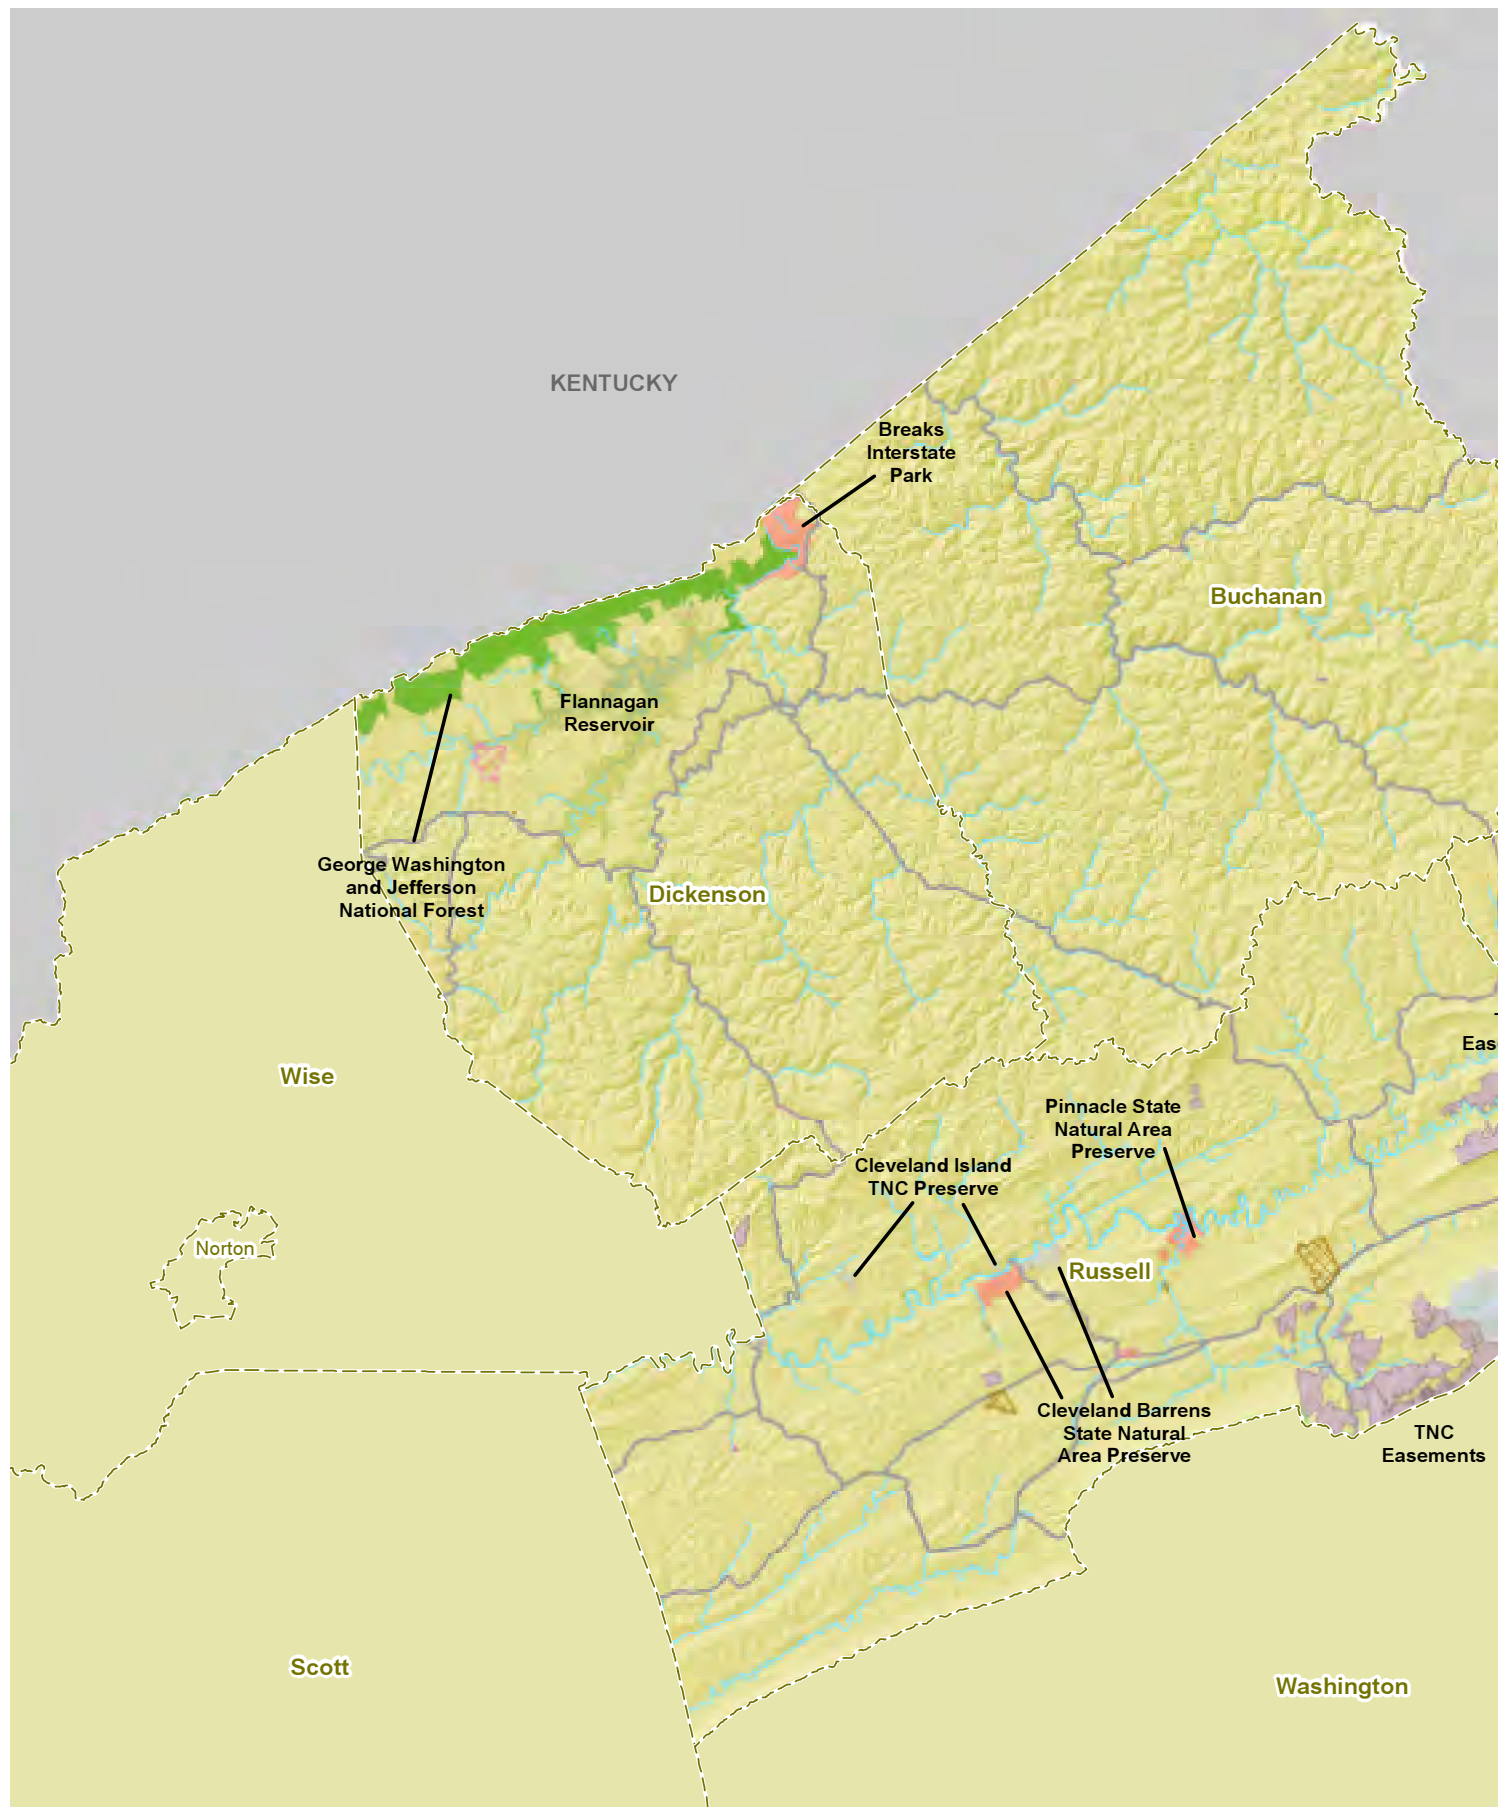 KENTUCKY
Breaks
Interstate
Park
Buchanan
Flannagan
Reservoir
George Washington
and Jefferson
National Forest
Dickenson
Wise
Pinnacle State
Natural Area
Preserve
Cleveland Island
TNC Preserve
Norton
Russell
Cleveland Barrens
State Natural
Area Preserve
TNC
Easements
Scott
Washington